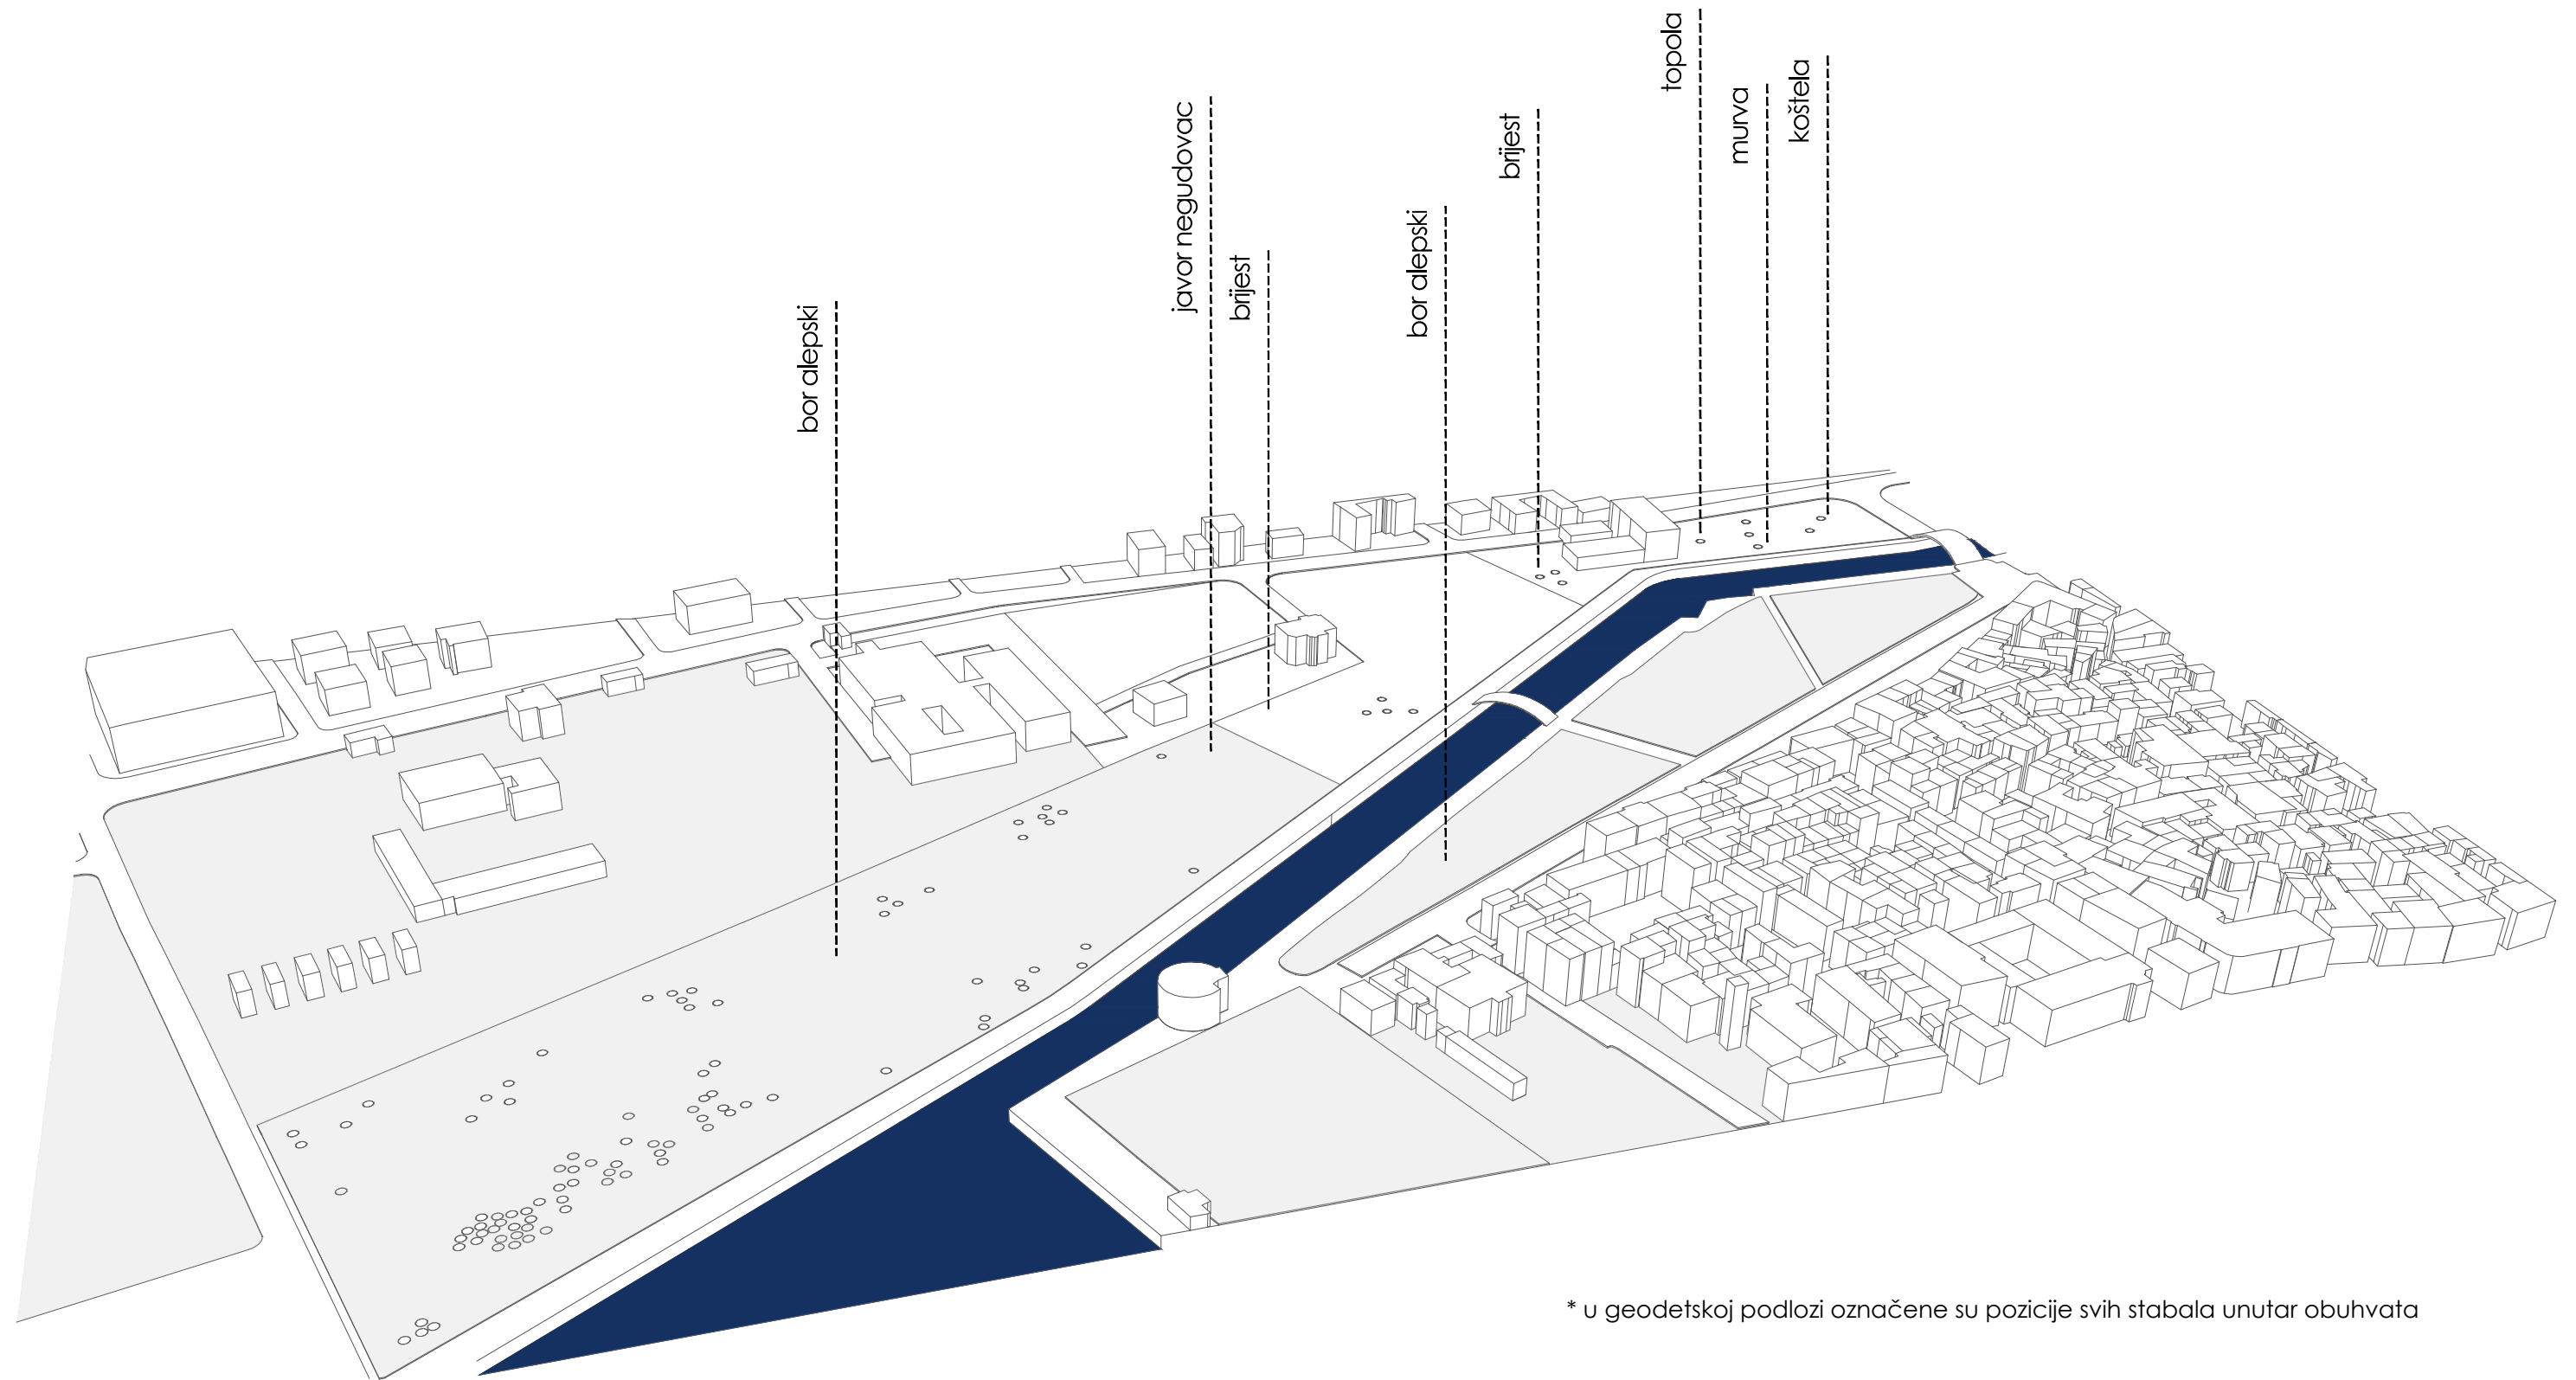 bor alepski
javor negudovac
brijest
bor alepski
brijest
topola
murva
koštela
* u geodetskoj podlozi označene su pozicije svih stabala unutar obuhvata